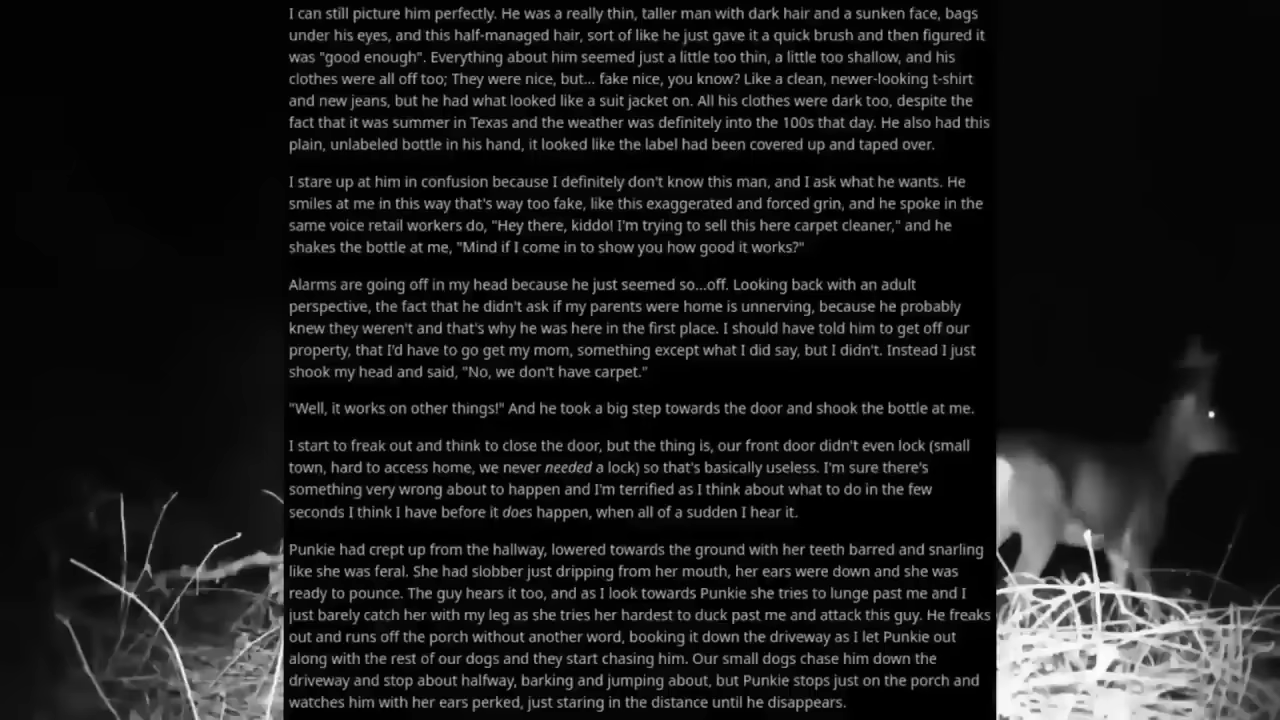 I can still picture him perfectly. He was a really thin, taller man with dark hair and a sunken face, bags
under his eyes, and this half-managed hair, sort of like he just gave it a quick brush and then figured it
was "good enough". Everything about him seemed just a little too thin, a little too shallow, and his
clothes were all off too; They were nice, but... fake nice, you know? Like a clean, newer-looking t-shirt
and new jeans, but he had what looked like a suit jacket on. All his clothes were dark too, despite the
fact that it was summer in Texas and the weather was definitely into the 100s that day. He also had this
plain, unlabeled bottle in his hand, it looked like the label had been covered up and taped over.
I stare up at him in confusion because I definitely don't know this man, and I ask what he wants. He
smiles at me in this way that's way too fake, like this exaggerated and forced grin, and he spoke in the
same voice retail workers do, "Hey there, kiddo! I'm trying to sell this here carpet cleaner," and he
shakes the bottle at me, "Mind if I come in to show you how good it works?"
Alarms are going off in my head because he just seemed so...off. Looking back with an adult
perspective, the fact that he didn't ask if my parents were home is unnerving, because he probably
knew they weren't and that's why he was here in the first place. I should have told him to get off our
property, that I'd have to go get my mom, something except what I did say, but I didn't. Instead I just
shook my head and said, "No, we don't have carpet."
"Well, it works on other things!" And he took a big step towards the door and shook the bottle at me.
I start to freak out and think to close the door, but the thing is, our front door didn't even lock (small
town, hard to access home, we never needed a lock) so that's basically useless. I'm sure there's
something very wrong about to happen and I'm terrified as I think about what to do in the few
seconds I think I have before it does happen, when all of a sudden I hear it.
Punkie had crept up from the hallway, lowered towards the ground with her teeth barred and snarling
like she was feral. She had slobber just dripping from her mouth, her ears were down and she was
ready to pounce. The guy hears it too, and as I look towards Punkie she tries to lunge past me and I
just barely catch her with my leg as she tries her hardest to duck past me and attack this guy. He freaks
out and runs off the porch without another word, booking it down the driveway as I let Punkie out
along with the rest of our dogs and they start chasing him. Our small dogs chase him down the
driveway and stop about halfway, barking and jumping about, but Punkie stops just on the porch and
watches him with her ears perked, just staring in the distance until he disappears.